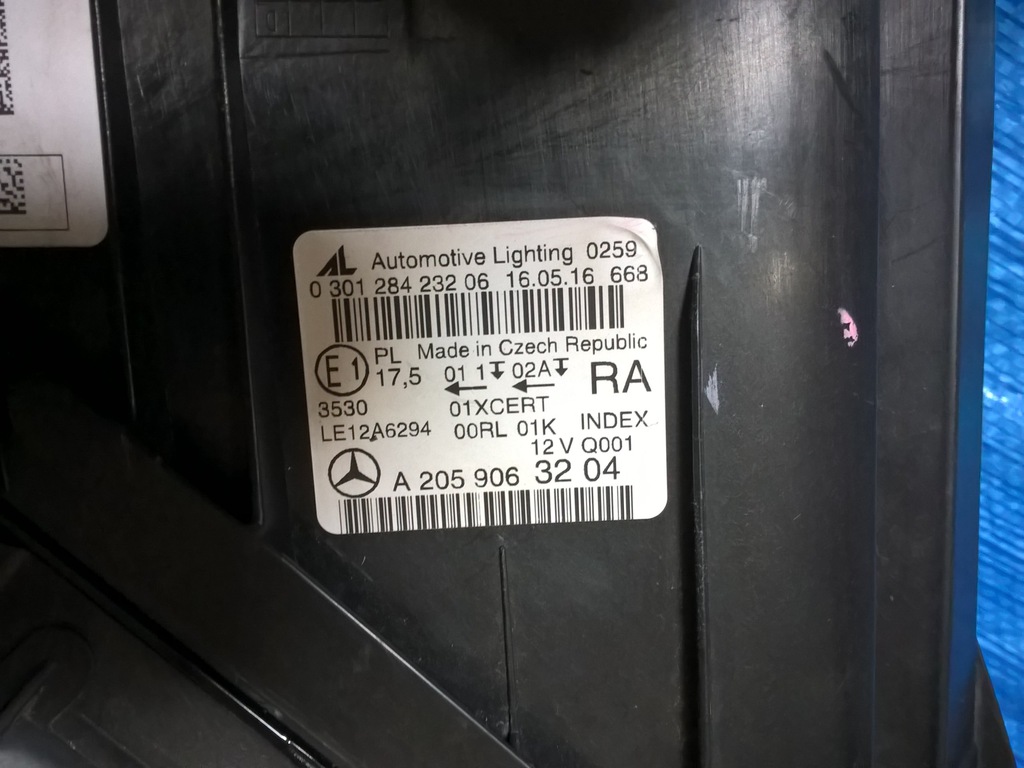 AL Automotive Lighting 0259
0 301 284 232 06 16.05.16 668
E1 PL Made in Czech Republic
17,5 01 1 02A RA
3530 01XCERT
LE12A6294 00RL 01K INDEX
12 V Q001
A 205 906 32 04